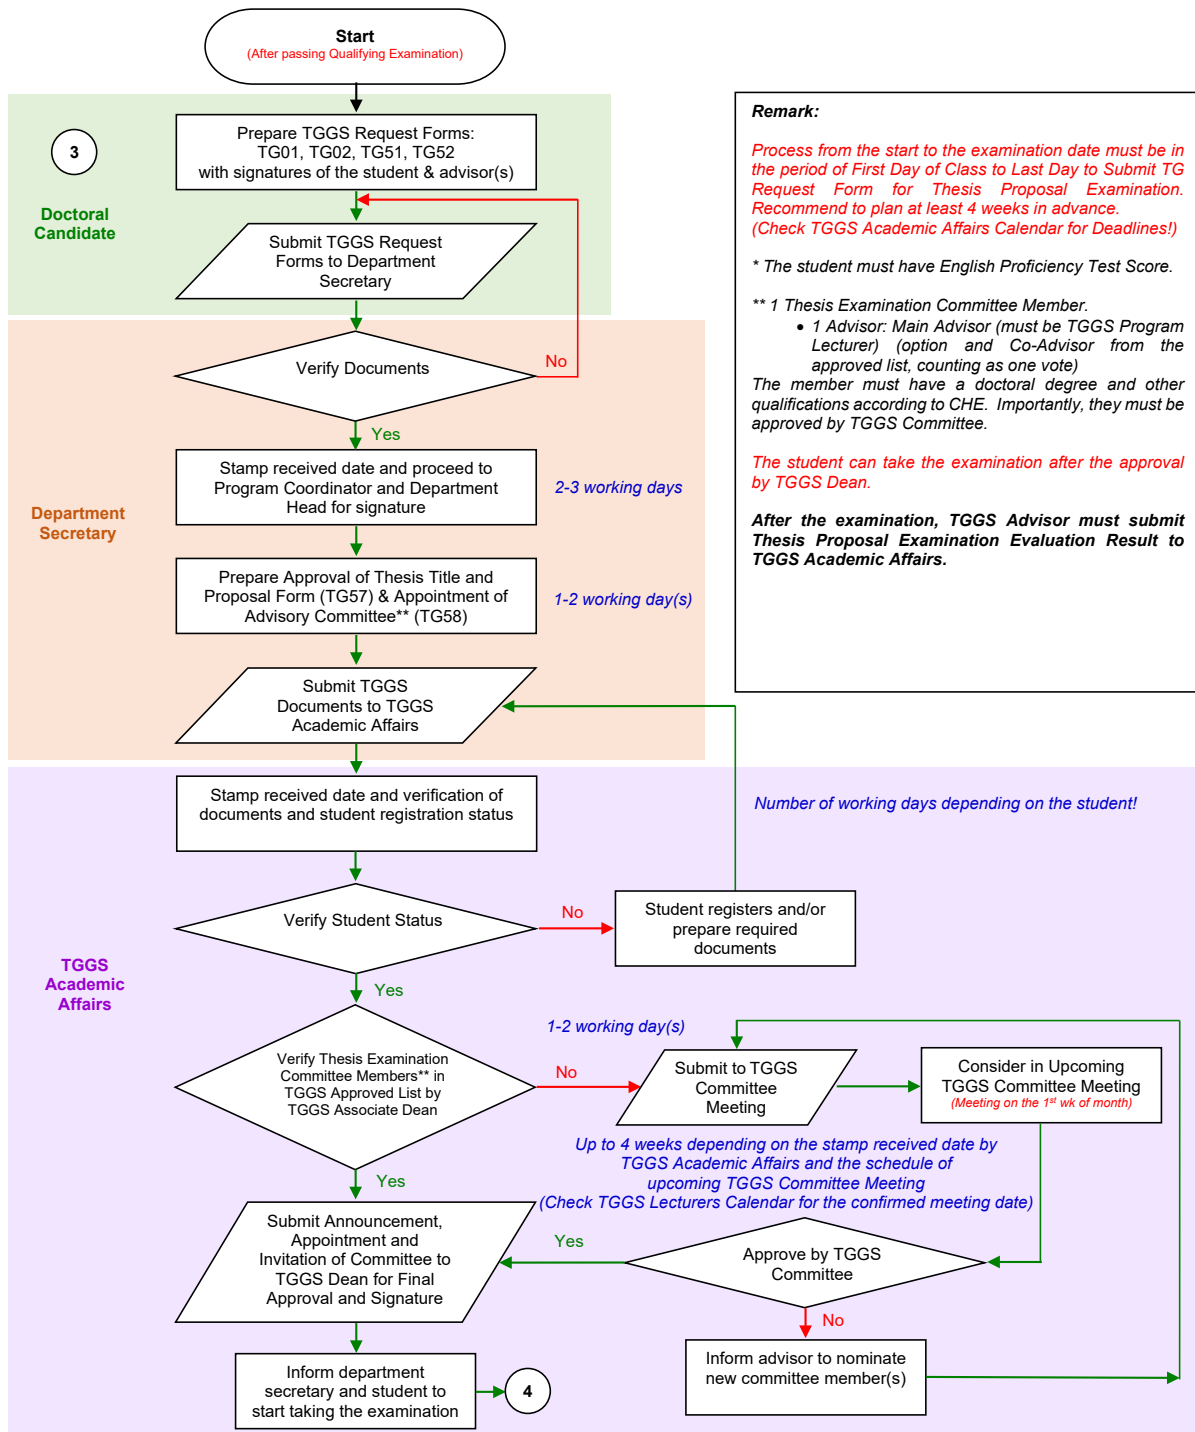 Start
(After passing Qualifying Examination)
3
Doctoral
Candidate
Prepare TGGS Request Forms:
TG01, TG02, TG51, TG52
with signatures of the student & advisor(s)
Submit TGGS Request
Forms to Department
Secretary
Remark:
Process from the start to the examination date must be in
the period of First Day of Class to Last Day to Submit TG
Request Form for Thesis Proposal Examination.
Recommend to plan at least 4 weeks in advance.
(Check TGGS Academic Affairs Calendar for Deadlines!)
* The student must have English Proficiency Test Score.
** 1 Thesis Examination Committee Member.
• 1 Advisor: Main Advisor (must be TGGS Program
Lecturer) (option and Co-Advisor from the
approved list, counting as one vote)
The member must have a doctoral degree and other
qualifications according to CHE. Importantly, they must be
approved by TGGS Committee.
The student can take the examination after the approval
by TGGS Dean.
After the examination, TGGS Advisor must submit
Thesis Proposal Examination Evaluation Result to
TGGS Academic Affairs.
Department
Secretary
Verify Documents
No
Yes
Stamp received date and proceed to
Program Coordinator and Department
Head for signature
2-3 working days
Prepare Approval of Thesis Title and
Proposal Form (TG57) & Appointment of
Advisory Committee** (TG58)
1-2 working day(s)
Submit TGGS
Documents to TGGS
Academic Affairs
TGGS
Academic
Affairs
Stamp received date and verification of
documents and student registration status
Number of working days depending on the student!
Verify Student Status
No
Student registers and/or
prepare required
documents
Yes
Verify Thesis Examination
Committee Members** in
TGGS Approved List by
TGGS Associate Dean
1-2 working day(s)
No
Submit to TGGS
Committee
Meeting
Consider in Upcoming
TGGS Committee Meeting
(Meeting on the 1st wk of month)
Up to 4 weeks depending on the stamp received date by
TGGS Academic Affairs and the schedule of
upcoming TGGS Committee Meeting
(Check TGGS Lecturers Calendar for the confirmed meeting date)
Yes
Submit Announcement,
Appointment and
Invitation of Committee to
TGGS Dean for Final
Approval and Signature
Yes
Approve by TGGS
Committee
No
Inform advisor to nominate
new committee member(s)
Inform department
secretary and student to
start taking the examination
4